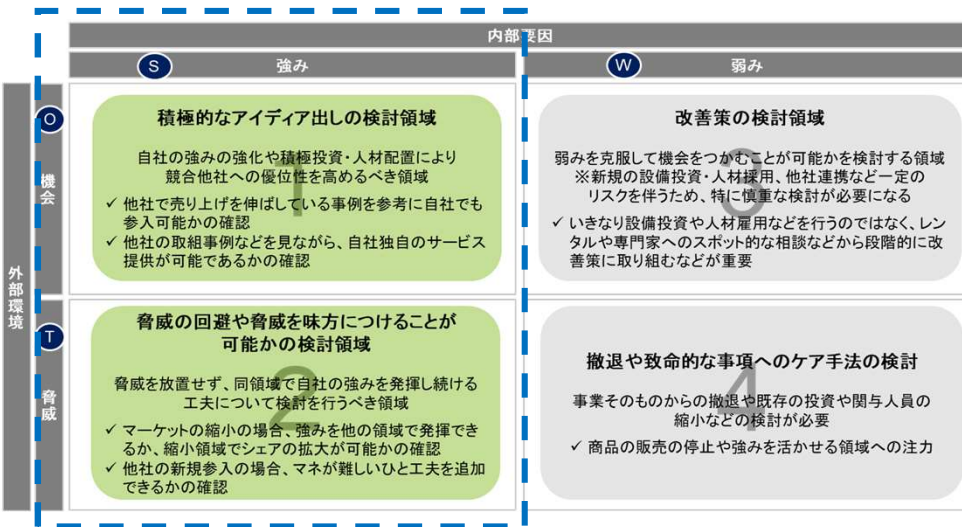 内部要因
S
強み
W
弱み
外部環境
O
機会
積極的なアイディア出しの検討領域
1
自社の強みの強化や積極投資・人材配置により
競合他社への優位性を高めるべき領域
✓ 他社で売り上げを伸ばしている事例を参考に自社でも
参入可能かの確認
✓ 他社の取組事例などを見ながら、自社独自のサービス
提供が可能であるかの確認
改善策の検討領域
3
弱みを克服して機会をつかむことが可能かを検討する領域
※新規の設備投資・人材採用、他社連携など一定の
リスクを伴うため、特に慎重な検討が必要になる
✓ いきなり設備投資や人材雇用などを行うのではなく、レン
タルや専門家へのスポット的な相談などから段階的に改
善策に取り組むなどが重要
T
脅威
脅威の回避や脅威を味方につけることが
可能かの検討領域
2
脅威を放置せず、同領域で自社の強みを発揮し続ける
工夫について検討を行うべき領域
✓ マーケットの縮小の場合、強みを他の領域で発揮でき
るか、縮小領域でシェアの拡大が可能かの確認
✓ 他社の新規参入の場合、マネが難しいひと工夫を追加
できるかの確認
撤退や致命的な事項へのケア手法の検討
4
事業そのものからの撤退や既存の投資や関与人員の
縮小などの検討が必要
✓ 商品の販売の停止や強みを活かせる領域への注力